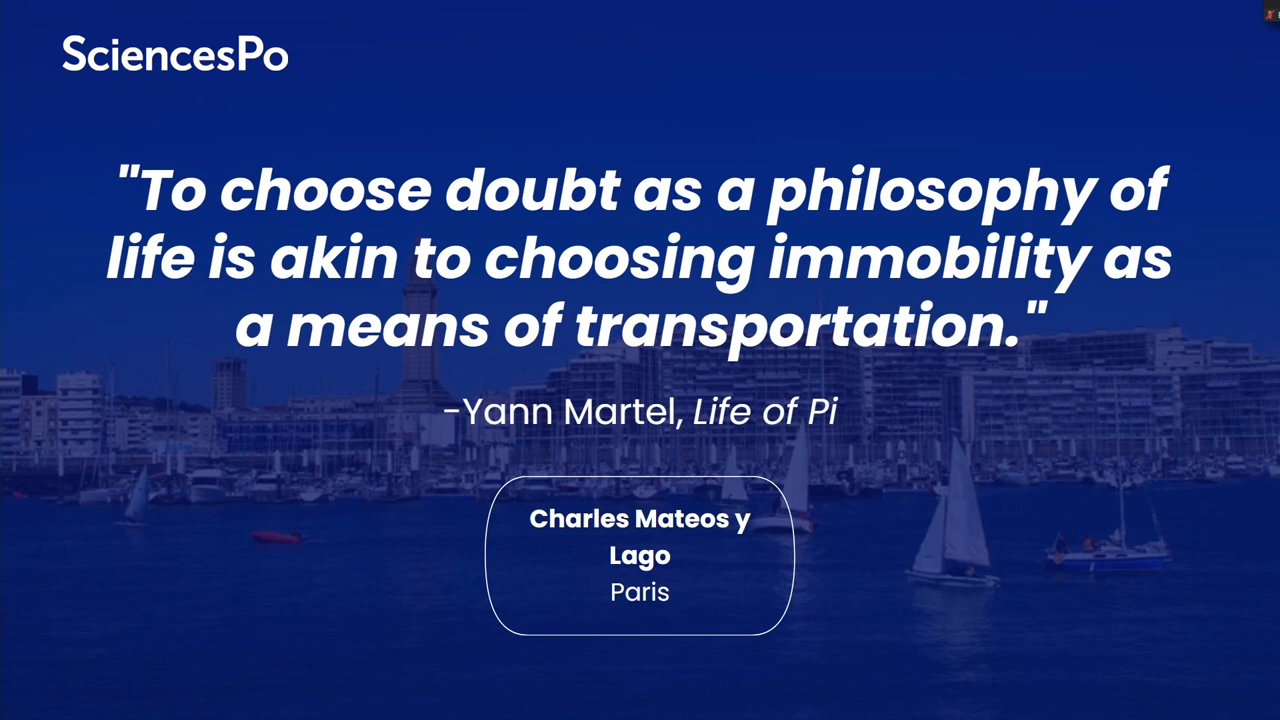 SciencesPo
"To choose doubt as a philosophy of
life is akin to choosing immobility as
a means of transportation."
-Yann Martel, Life of Pi
Charles Mateos y
Lago
Paris